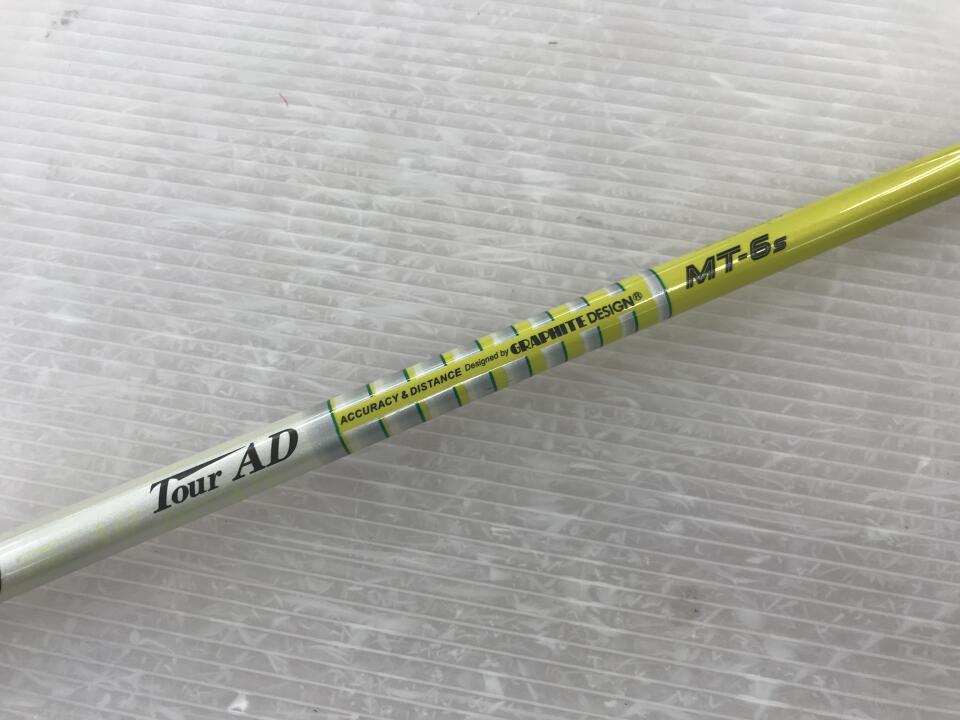 Tour AD
ACCURACY & DISTANCE Designed by GRAPHITE DESIGN®
MT-6s